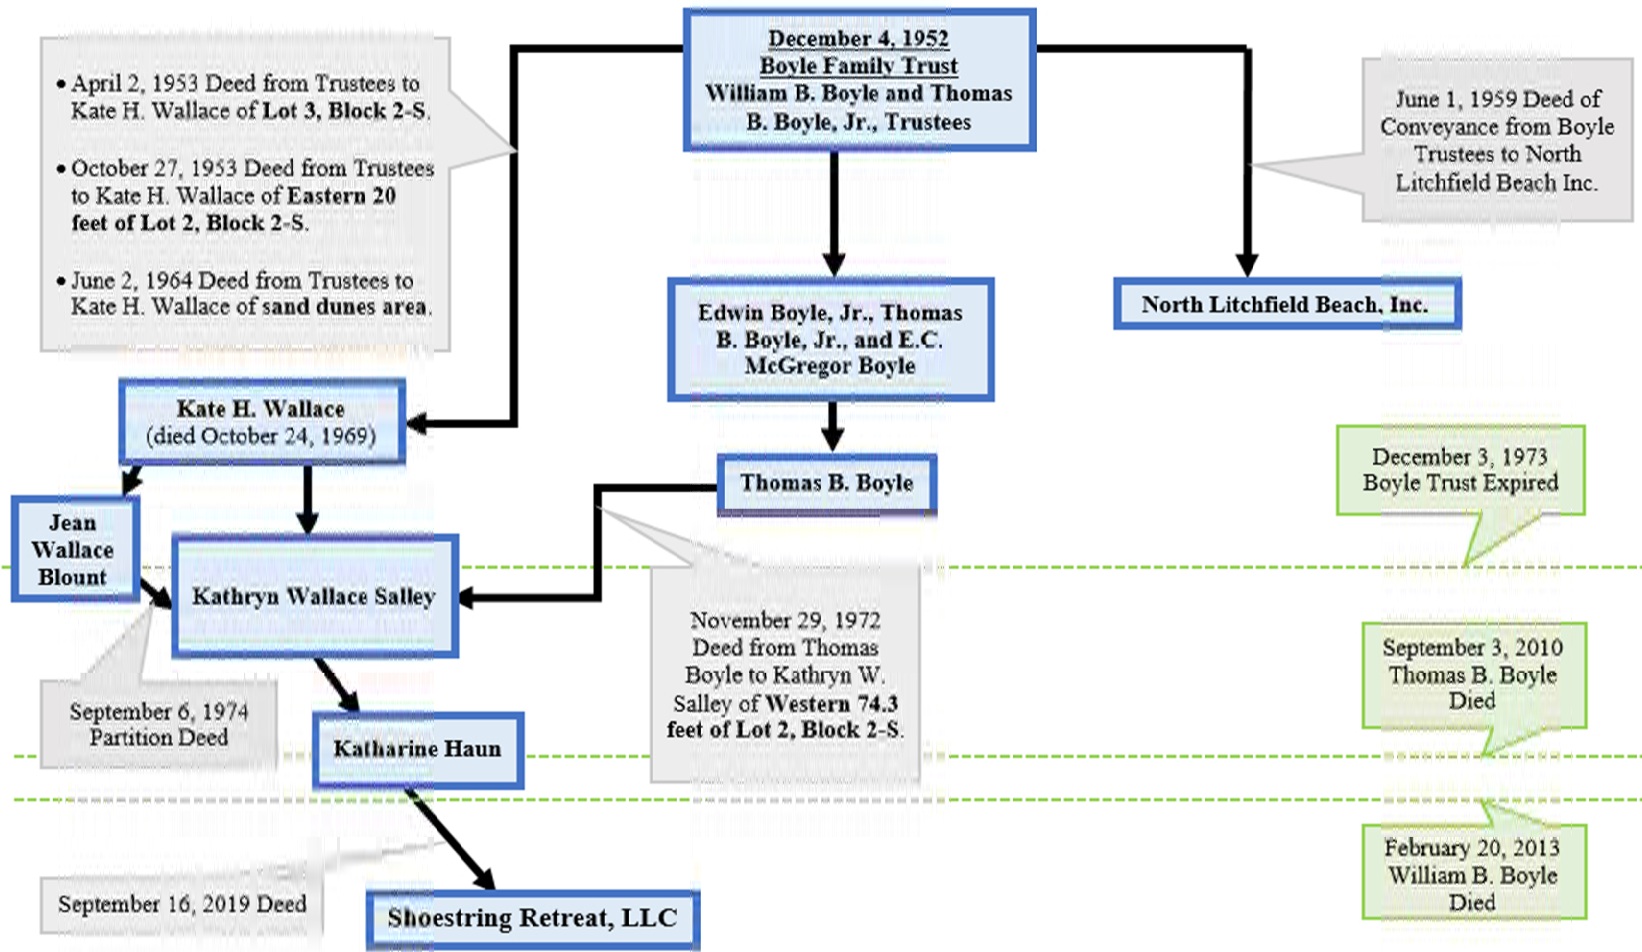 December 4, 1952
Boyle Family Trust
William B. Boyle and Thomas
B. Boyle, Jr., Trustees
• April 2, 1953 Deed from Trustees to
Kate H. Wallace of Lot 3, Block 2-S.
• October 27, 1953 Deed from Trustees
to Kate H. Wallace of Eastern 20
feet of Lot 2, Block 2-S.
• June 2, 1964 Deed from Trustees to
Kate H. Wallace of sand dunes area.
June 1, 1959 Deed of
Conveyance from Boyle
Trustees to North
Litchfield Beach Inc.
Edwin Boyle, Jr., Thomas
B. Boyle, Jr., and E.C.
McGregor Boyle
North Litchfield Beach, Inc.
Kate H. Wallace
(died October 24, 1969)
Thomas B. Boyle
December 3, 1973
Boyle Trust Expired
Jean
Wallace
Blount
Kathryn Wallace Salley
November 29, 1972
Deed from Thomas
Boyle to Kathryn W.
Salley of Western 74.3
feet of Lot 2, Block 2-S.
September 3, 2010
Thomas B. Boyle
Died
September 6, 1974
Partition Deed
Katharine Haun
February 20, 2013
William B. Boyle
Died
September 16, 2019 Deed
Shoestring Retreat, LLC